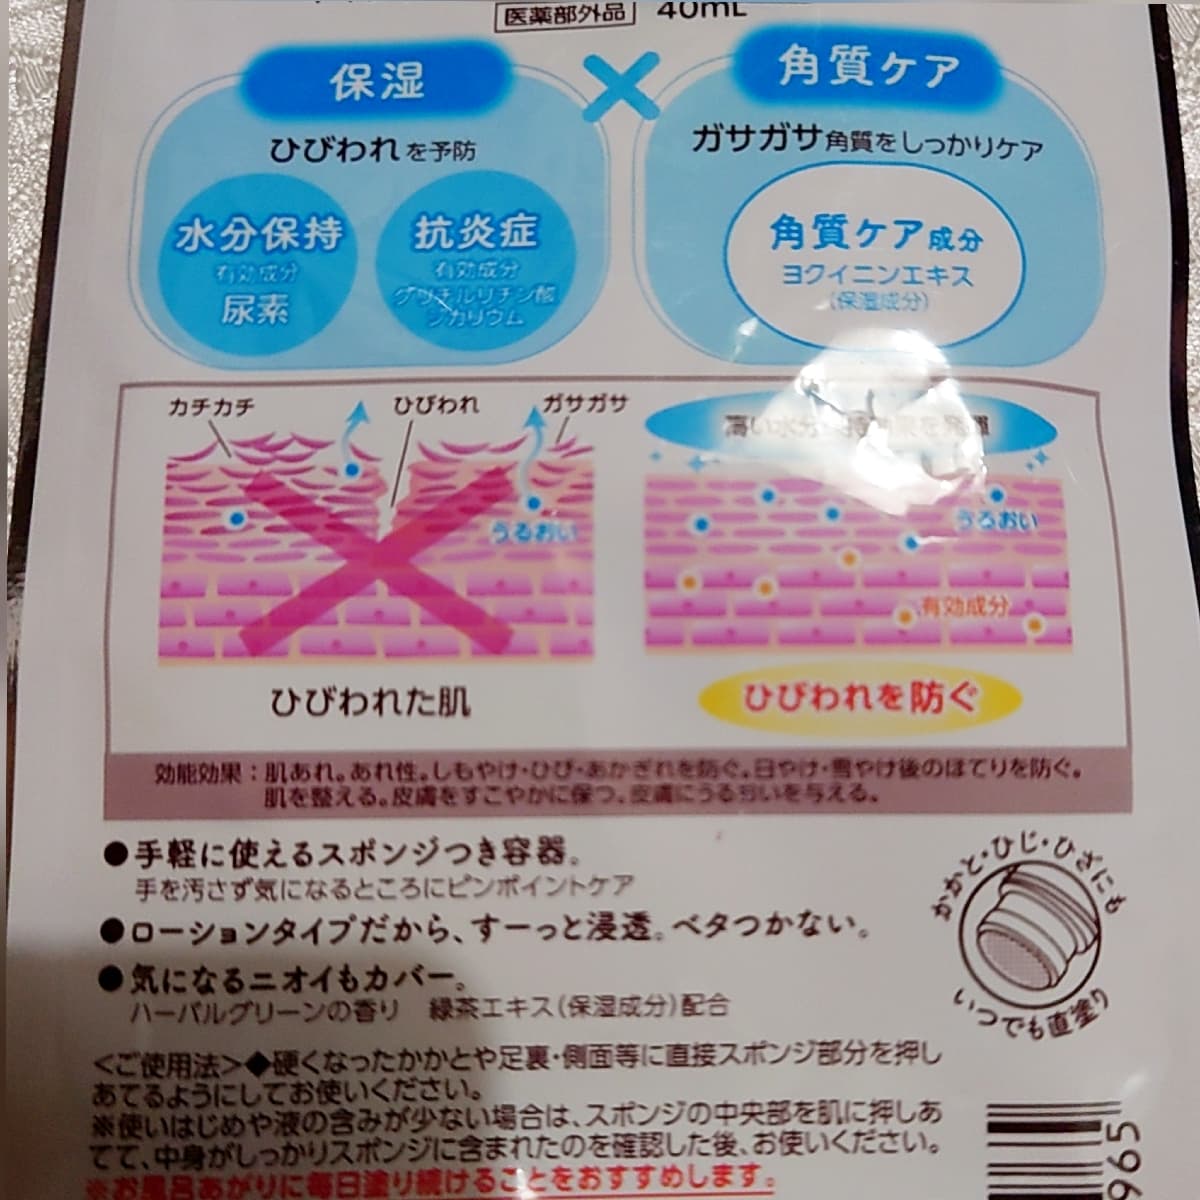 医薬部外品 40mL
保湿 × 角質ケア
ひびわれを予防
ガサガサ角質をしっかりケア
水分保持
有効成分
尿素
抗炎症
有効成分
グリチルリチン酸
ジカリウム
角質ケア成分
ヨクイニンエキス
(保湿成分)
カチカチ
ひびわれ
ガサガサ
うるおい
ひびわれた肌
高い水分
うるおい
有効成分
ひびわれを防ぐ
効能効果:肌あれ。あれ性。しもやけ・ひび・あかぎれを防ぐ。日やけ・雪やけ後のほてりを防ぐ。
肌を整える。皮膚をすこやかに保つ。皮膚にうるおいを与える。
●手軽に使えるスポンジつき容器。
手を汚さず気になるところにピンポイントケア
●ローションタイプだから、すーっと浸透。ベタつかない。
●気になるニオイもカバー。
ハーバルグリーンの香り 緑茶エキス(保湿成分)配合
かかと・ひじ・ひざにも
いつでも直塗り
<ご使用法>◆硬くなったかかとや足裏・側面等に直接スポンジ部分を押し
あてるようにしてお使いください。
※使いはじめや液の含みが少ない場合は、スポンジの中央部を肌に押しあ
てて、中身がしっかりスポンジに含まれたのを確認した後、お使いください。
※お風呂あがりに毎日塗り続けることをおすすめします。
965